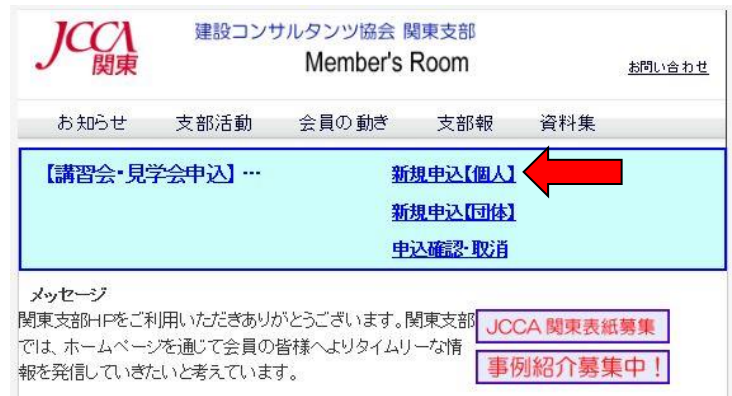 JCCA
関東
建設コンサルタンツ協会 関東支部
Member's Room
お問い合わせ
お知らせ 支部活動 会員の動き 支部報 資料集
【講習会・見学会申込】 … 新規申込【個人】
新規申込【団体】
申込確認・取消
メッセージ
関東支部HPをご利用いただきありがとうございます。関東支部
では、ホームページを通じて会員の皆様へよりタイムリーな情
報を発信していきたいと考えています。
JCCA 関東表紙募集
事例紹介募集中！